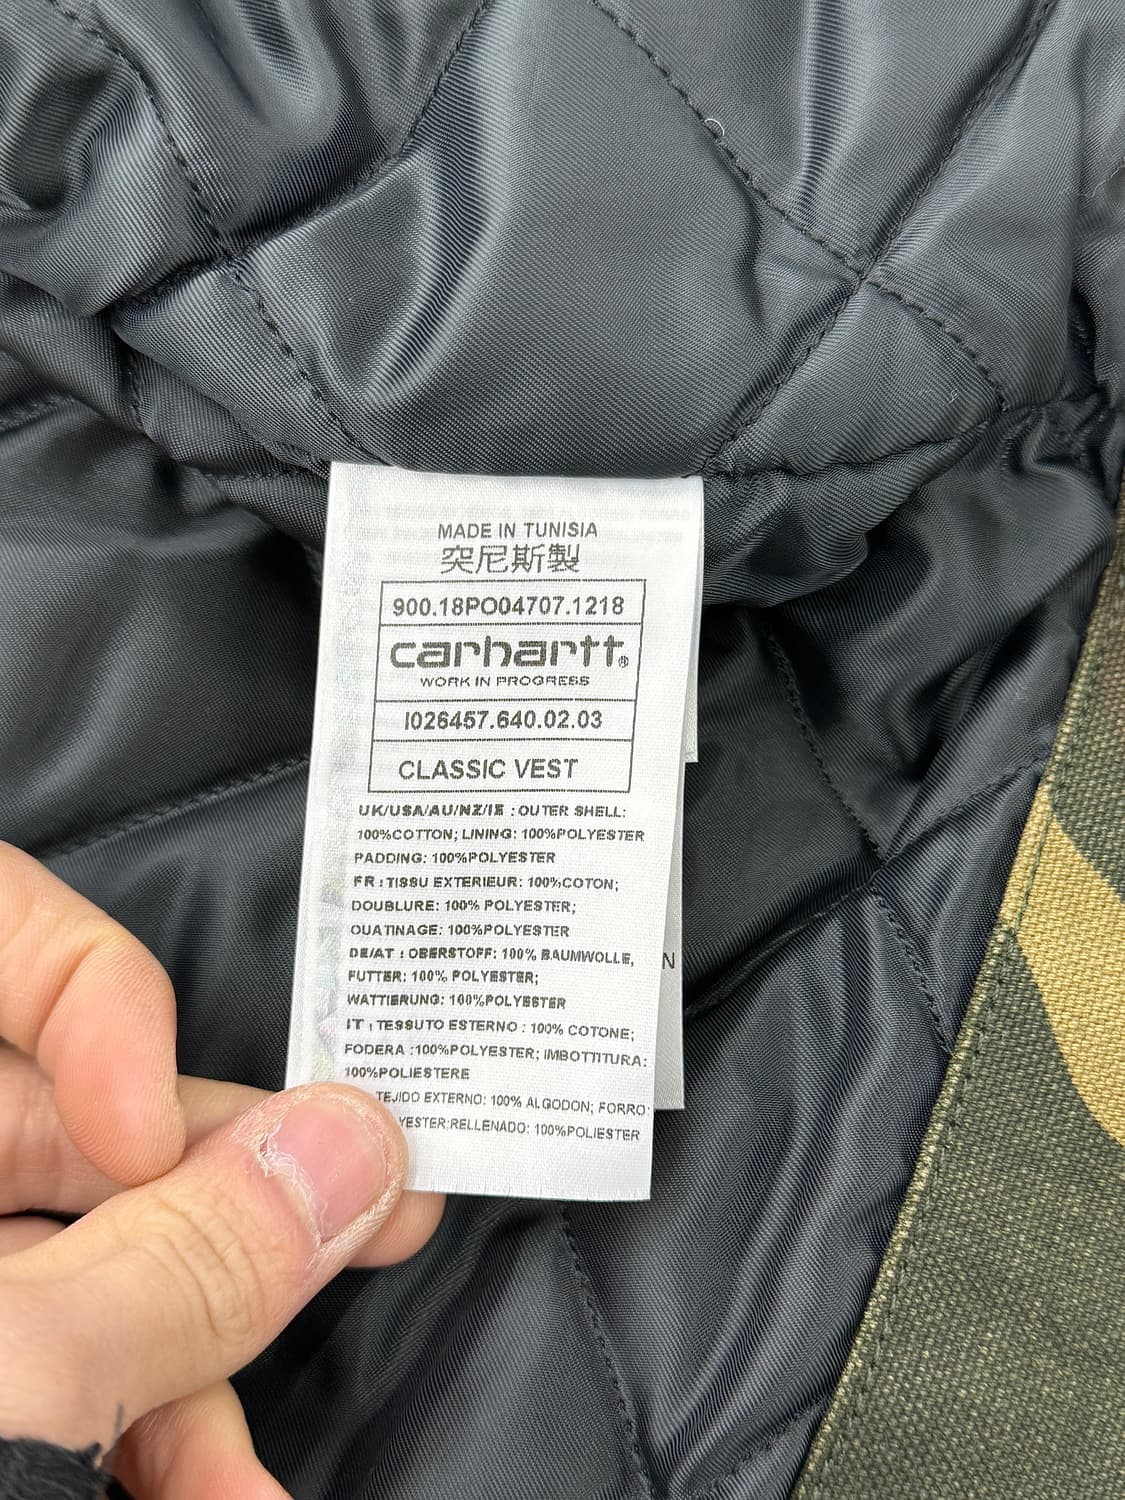 MADE IN TUNISIA
突尼斯製
900.18PO04707.1218
carhartt®
WORK IN PROGRESS
I026457.640.02.03
CLASSIC VEST
UK/USA/AU/NZ/IE : OUTER SHELL:
100%COTTON; LINING: 100%POLYESTER
PADDING: 100%POLYESTER
FR : TISSU EXTERIEUR: 100%COTON;
DOUBLURE: 100% POLYESTER;
OUATINAGE: 100%POLYESTER
DE/AT : OBERSTOFF: 100% BAUMWOLLE,
FUTTER: 100% POLYESTER;
WATTIERUNG: 100%POLYESTER
IT : TESSUTO ESTERNO : 100% COTONE;
FODERA :100%POLYESTER; IMBOTTITURA:
100%POLIESTERE
TEJIDO EXTERNO: 100% ALGODON; FORRO:
YESTER:RELLENADO: 100%POLIESTER
N